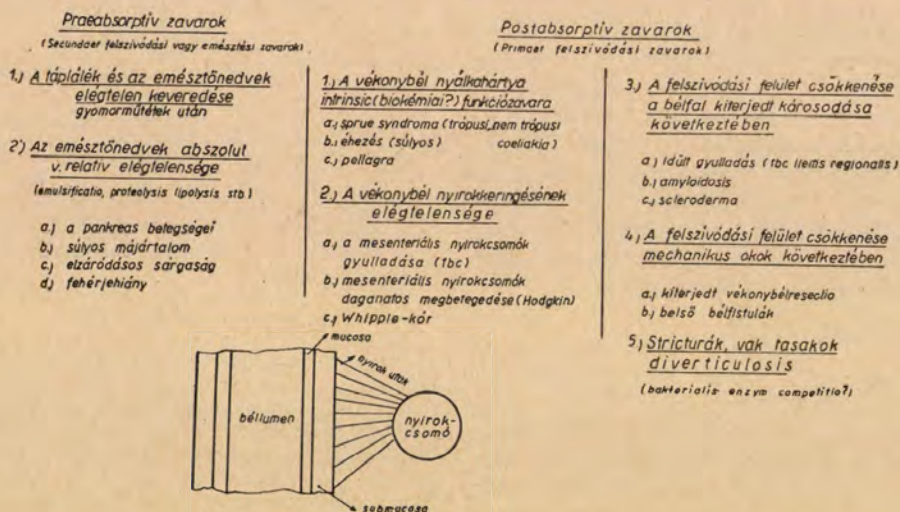 Praeabsorptiv zavarok
(Secundaer felszívódási vagy emésztési zavarok)
1.) A táplálék és az emésztőnedvek
elégtelen keveredése
gyomorműtétek után
2.) Az emésztőnedvek abszolut
v. relativ elégtelensége
(emulsificatio, proteolysis lipolysis stb.)
a.) a pankreas betegségei
b.) súlyos májártalom
c.) elzáródásos sárgaság
d.) fehérjehiány
Postabsorptiv zavarok
(Primaer felszívódási zavarok)
1.) A vékonybél nyálkahártya
intrinsic (biokémiai?) funkciózavara
a.) sprue syndroma (trópusi, nem trópusi
b.) éhezés (súlyos) coeliakia)
c.) pellagra
2.) A vékonybél nyirokkeringésének
elégtelensége
a.) a mesenteriális nyirokcsomók
gyulladása (tbc)
b.) mesenteriális nyirokcsomók
daganatos megbetegedése (Hodgkin)
c.) Whipple-kór
3.) A felszívódási felület csökkenése
a bélfal kiterjedt károsodása
következtében
a.) idült gyulladás (tbc ileitis regionalis)
b.) amyloidosis
c.) scleroderma
4.) A felszívódási felület csökkenése
mechanikus okok következtében
a.) kiterjedt vékonybélresectio
b.) belső bélfistulák
5.) Stricturák, vak tasakok
diverticulosis
(bakterialis enzym competitio?)
mucosa
nyirok utak
béllumen
nyirok-
csomó
submucosa